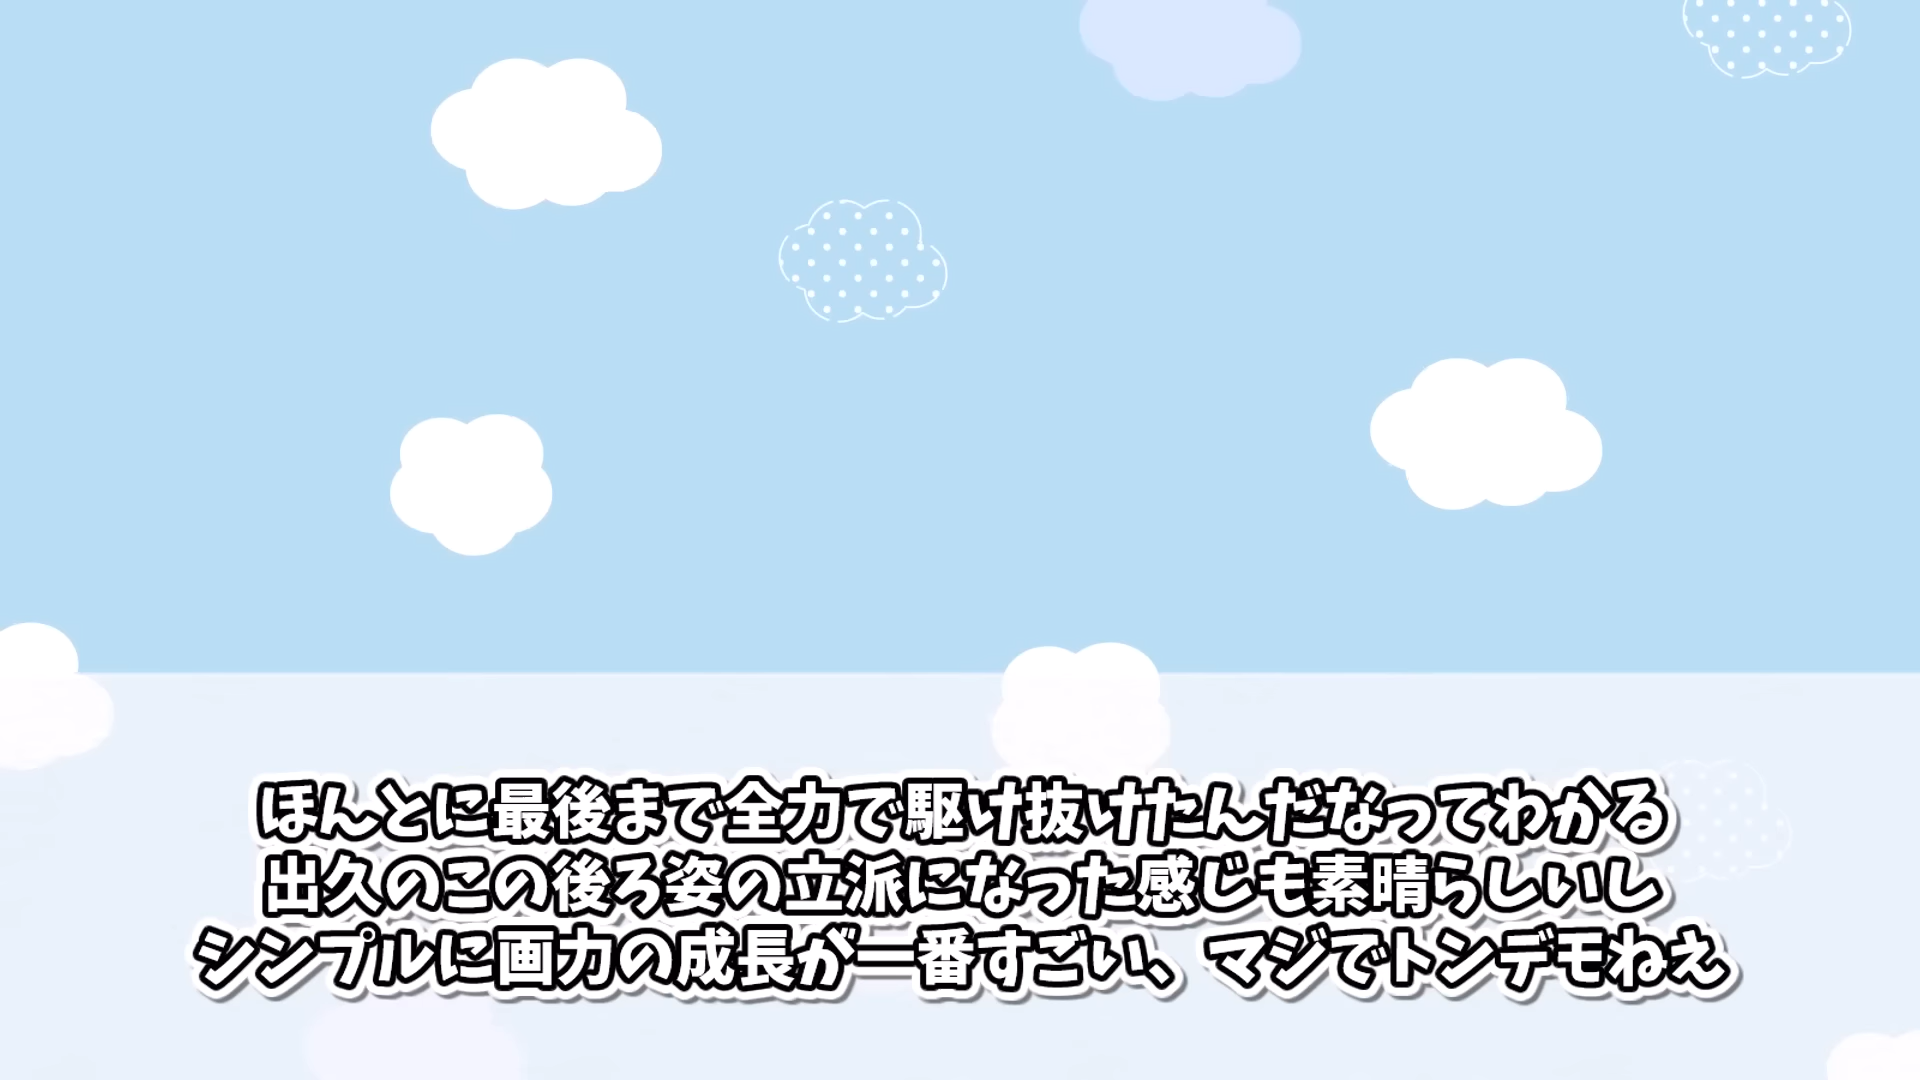 ほんとに最後まで全力で駆け抜けたんだなってわかる
出久のこの後ろ姿の立派になった感じも素晴らしいし
シンプルに画力の成長が一番すごい、マジでトンデモねえ